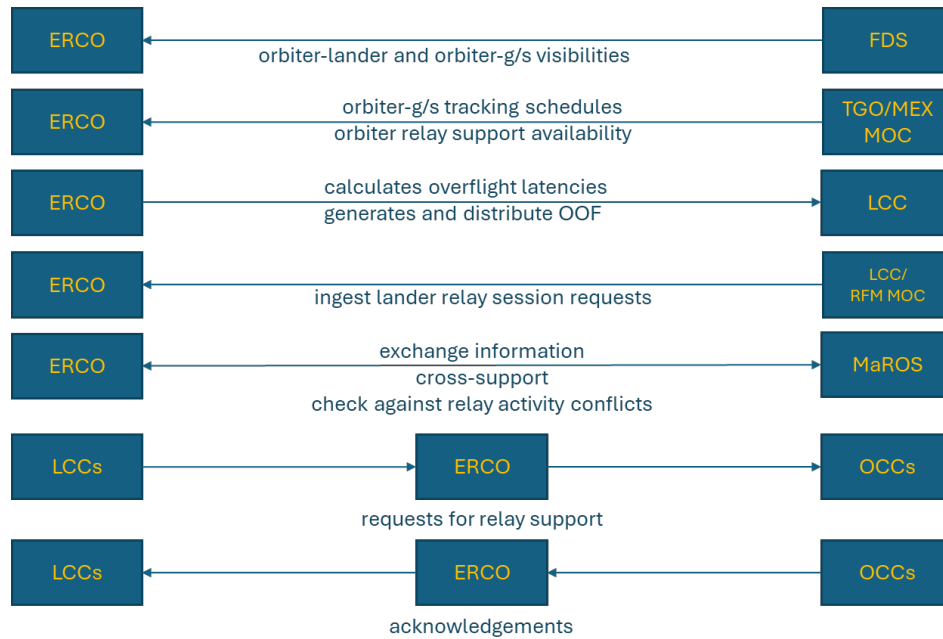 ERCO
FDS
orbiter-lander and orbiter-g/s visibilities
orbiter-g/s tracking schedules
ERCO
TGO/MEX
MOC
orbiter relay support availability
calculates overflight latencies
ERCO
LCC
generates and distribute OOF
ERCO
LCC/
RFM MOC
ingest lander relay session requests
exchange information
ERCO
MaROS
cross-support
check against relay activity conflicts
LCCs
ERCO
OCCs
requests for relay support
LCCs
ERCO
OCCs
acknowledgements